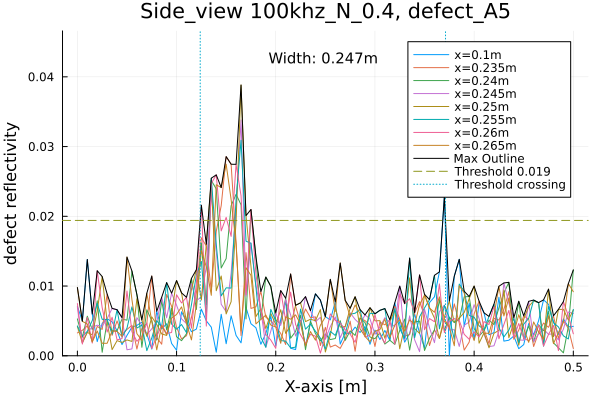 Side_view 100khz_N_0.4, defect_A5
Width: 0.247m
x=0.1m
x=0.235m
x=0.24m
x=0.245m
x=0.25m
x=0.255m
x=0.26m
x=0.265m
Max Outline
Threshold 0.019
Threshold crossing
defect reflectivity
0.04
0.03
0.02
0.01
0.00
0.0 0.1 0.2 0.3 0.4 0.5
X-axis [m]